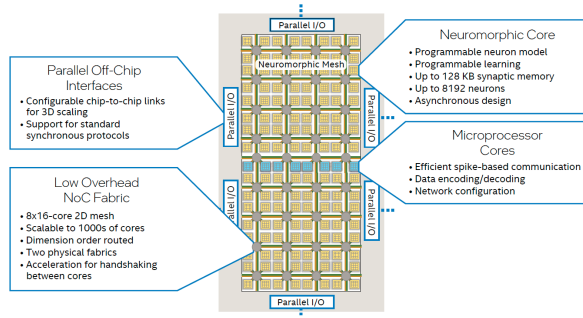 Parallel I/O
Neuromorphic Mesh
Parallel I/O
Parallel I/O
Parallel I/O
Parallel I/O
Parallel I/O
Parallel Off-Chip
Interfaces
• Configurable chip-to-chip links
for 3D scaling
• Support for standard
synchronous protocols
Low Overhead
NoC Fabric
• 8x16-core 2D mesh
• Scalable to 1000s of cores
• Dimension order routed
• Two physical fabrics
• Acceleration for handshaking
between cores
Neuromorphic Core
• Programmable neuron model
• Programmable learning
• Up to 128 KB synaptic memory
• Up to 8192 neurons
• Asynchronous design
Microprocessor
Cores
• Efficient spike-based communication
• Data encoding/decoding
• Network configuration